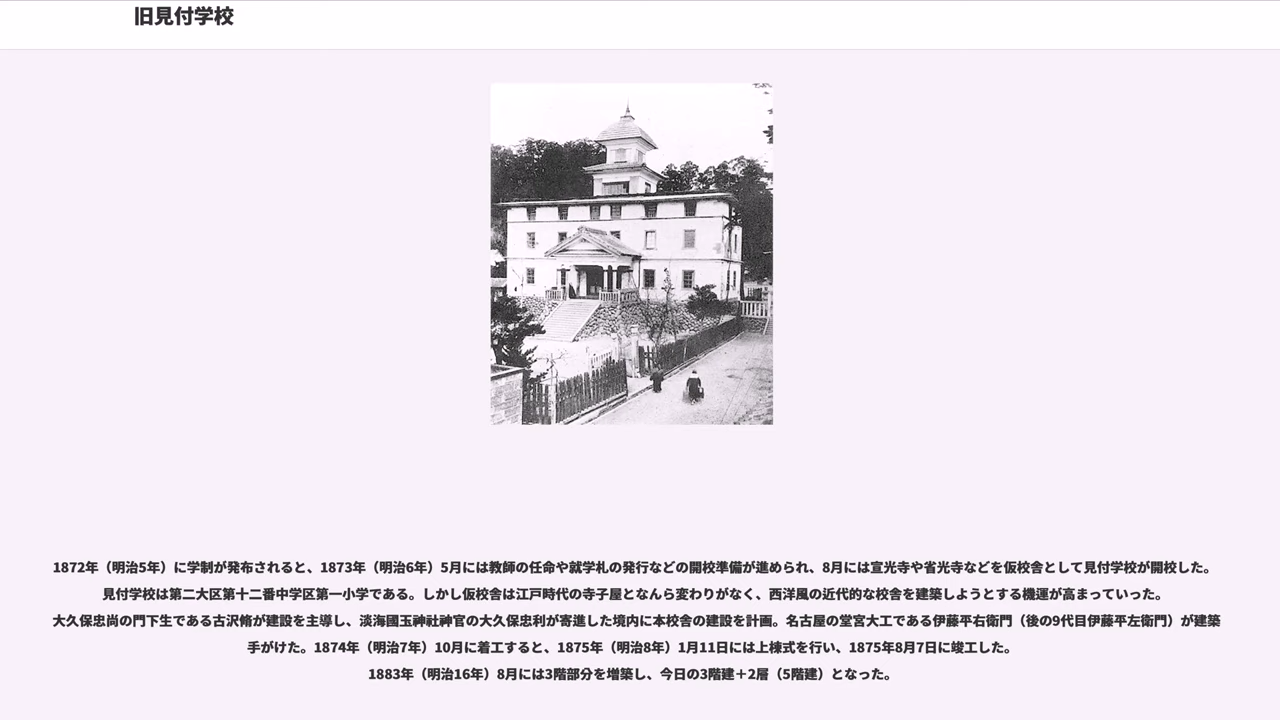 旧見付学校
1872年（明治5年）に学制が発布されると、1873年（明治6年）5月には教師の任命や就学札の発行などの開校準備が進められ、8月には宣光寺や省光寺などを仮校舎として見付学校が開校した。
見付学校は第二大区第十二番中学区第一小学である。しかし仮校舎は江戸時代の寺子屋となんら変わりがなく、西洋風の近代的な校舎を建築しようとする機運が高まっていった。
大久保忠尚の門下生である古沢脩が建設を主導し、淡海國玉神社神官の大久保忠利が寄進した境内に本校舎の建設を計画。名古屋の堂宮大工である伊藤平右衛門（後の9代目伊藤平左衛門）が建築
手がけた。1874年（明治7年）10月に着工すると、1875年（明治8年）1月11日には上棟式を行い、1875年8月7日に竣工した。
1883年（明治16年）8月には3階部分を増築し、今日の3階建＋2層（5階建）となった。